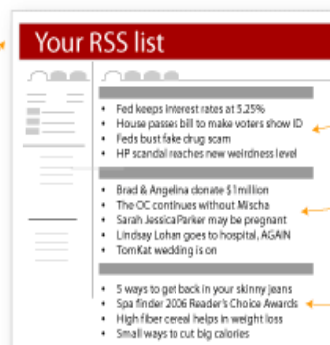 Your RSS list
Fed keeps interest rates at 5.25%
House passes bill to make voters show ID
Feds bust fake drug scam
HP scandal reaches new weirdness level
Brad & Angelina donate $1million
The OC continues without Mischa
Sarah Jessica Parker may be pregnant
Lindsay Lohan goes to hospital, AGAIN
TomKat wedding is on
5 ways to get back in your skinny jeans
Spa finder 2006 Reader's Choice Awards
High fiber cereal helps in weight loss
Small ways to cut big calories